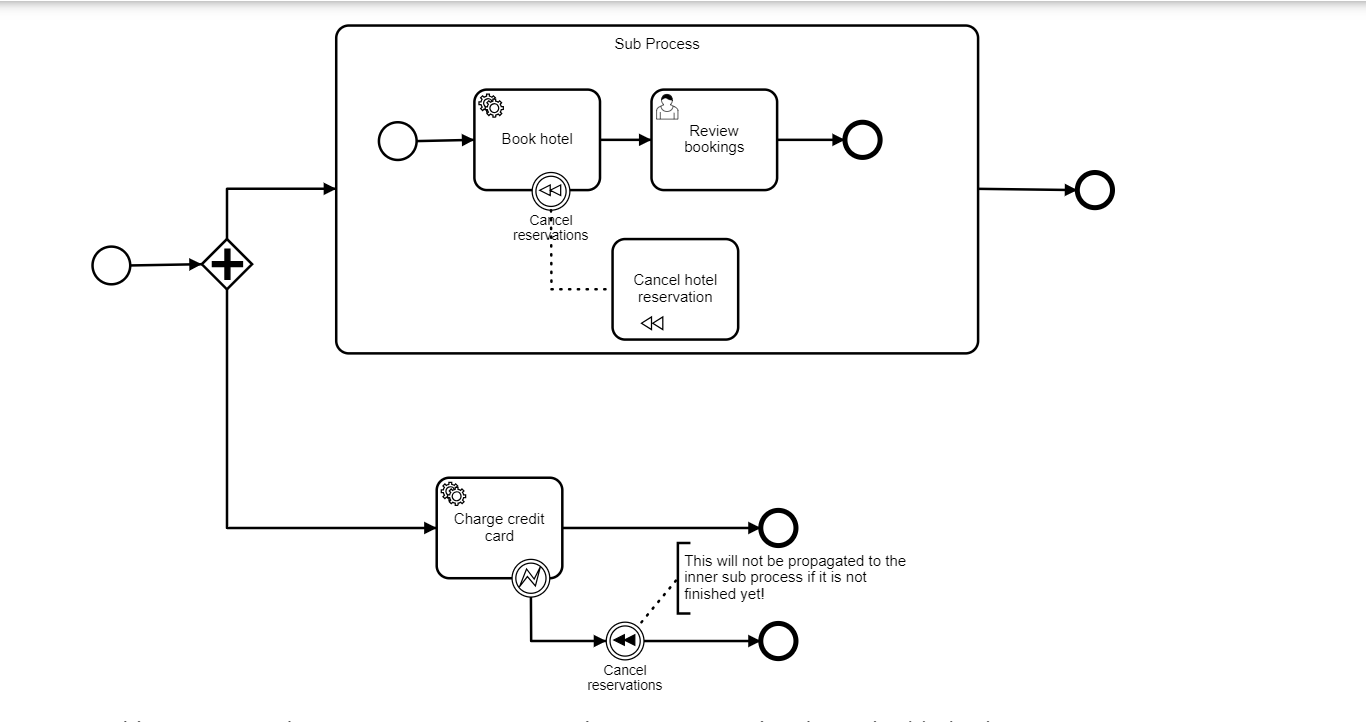 Sub Process
Book hotel
Review
bookings
Cancel
reservations
Cancel hotel
reservation
Charge credit
card
This will not be propagated to the
inner sub process if it is not
finished yet!
Cancel
reservations